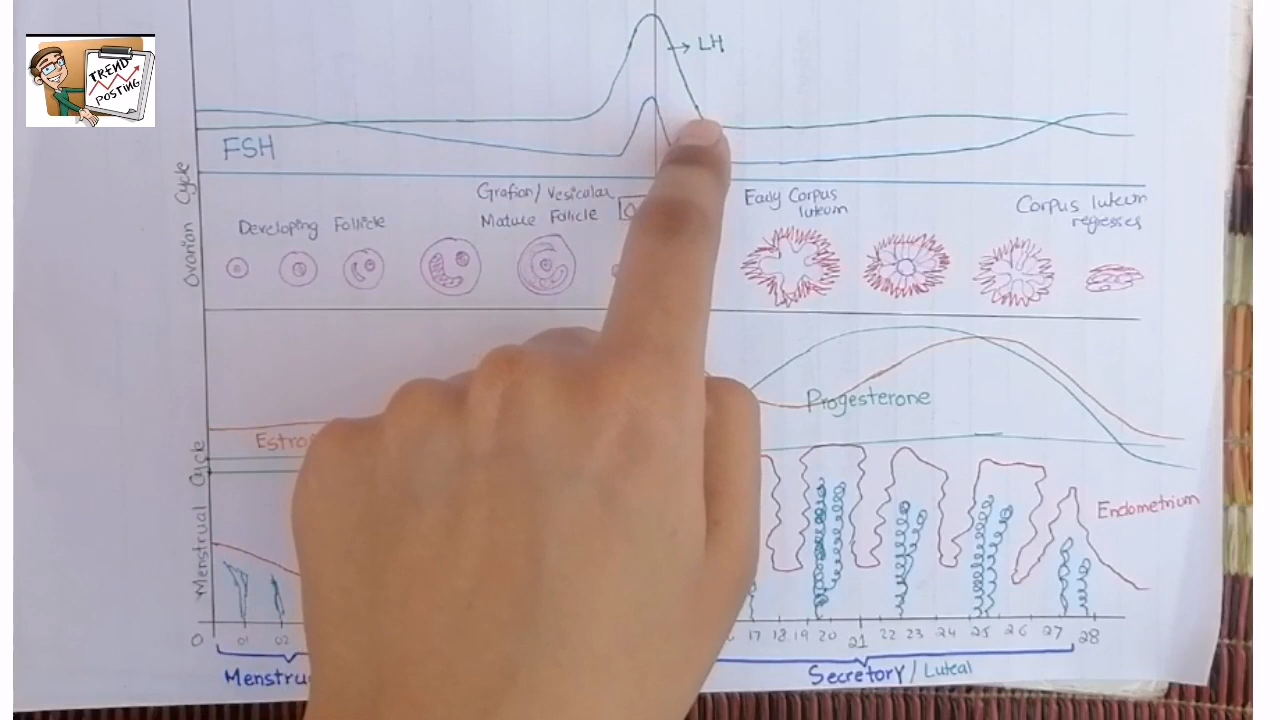 TREND
POSTING
LH
FSH
Ovarian Cycle
Grafian/Vesicular
Mature Follicle
Developing Follicle
Early Corpus
luteum
Corpus luteum
regresses
Progesterone
Menstrual Cycle
Endometrium
0 01 02 17 18 19 20 21 22 23 24 25 26 27 28
Secretory/Luteal